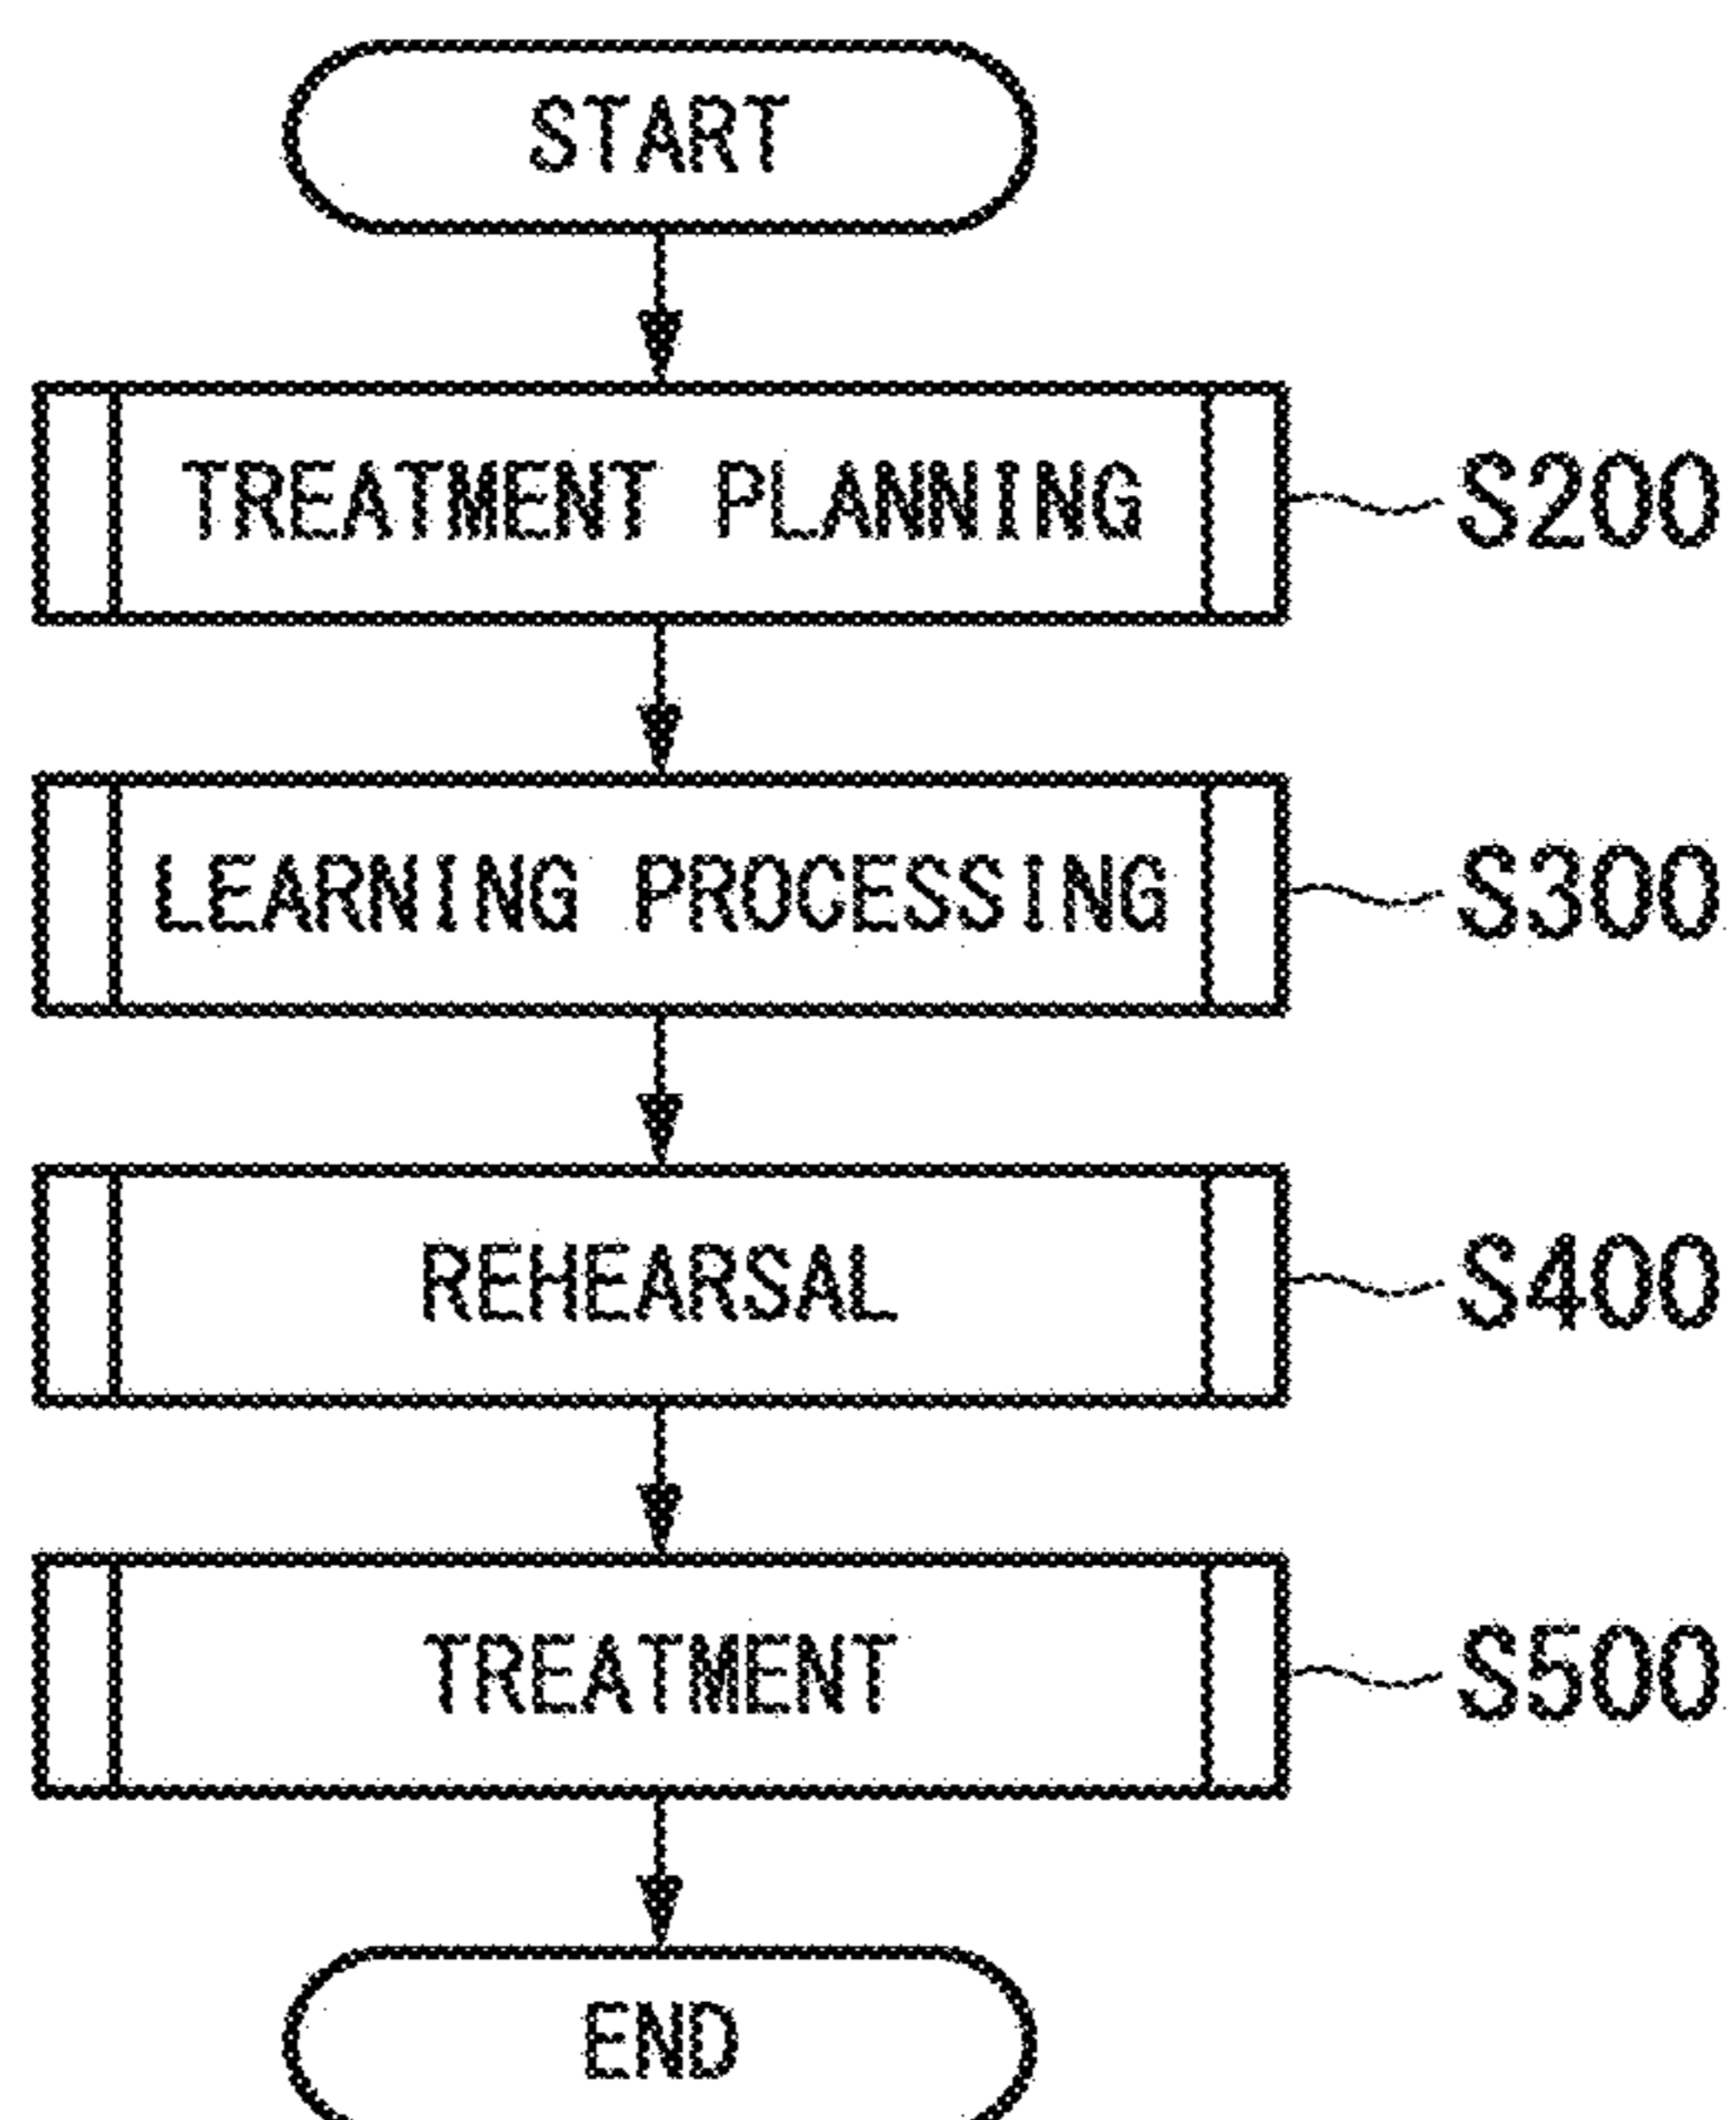 START
TREATMENT PLANNING S200
LEARNING PROCESSING S300
REHEARSAL S400
TREATMENT S500
END